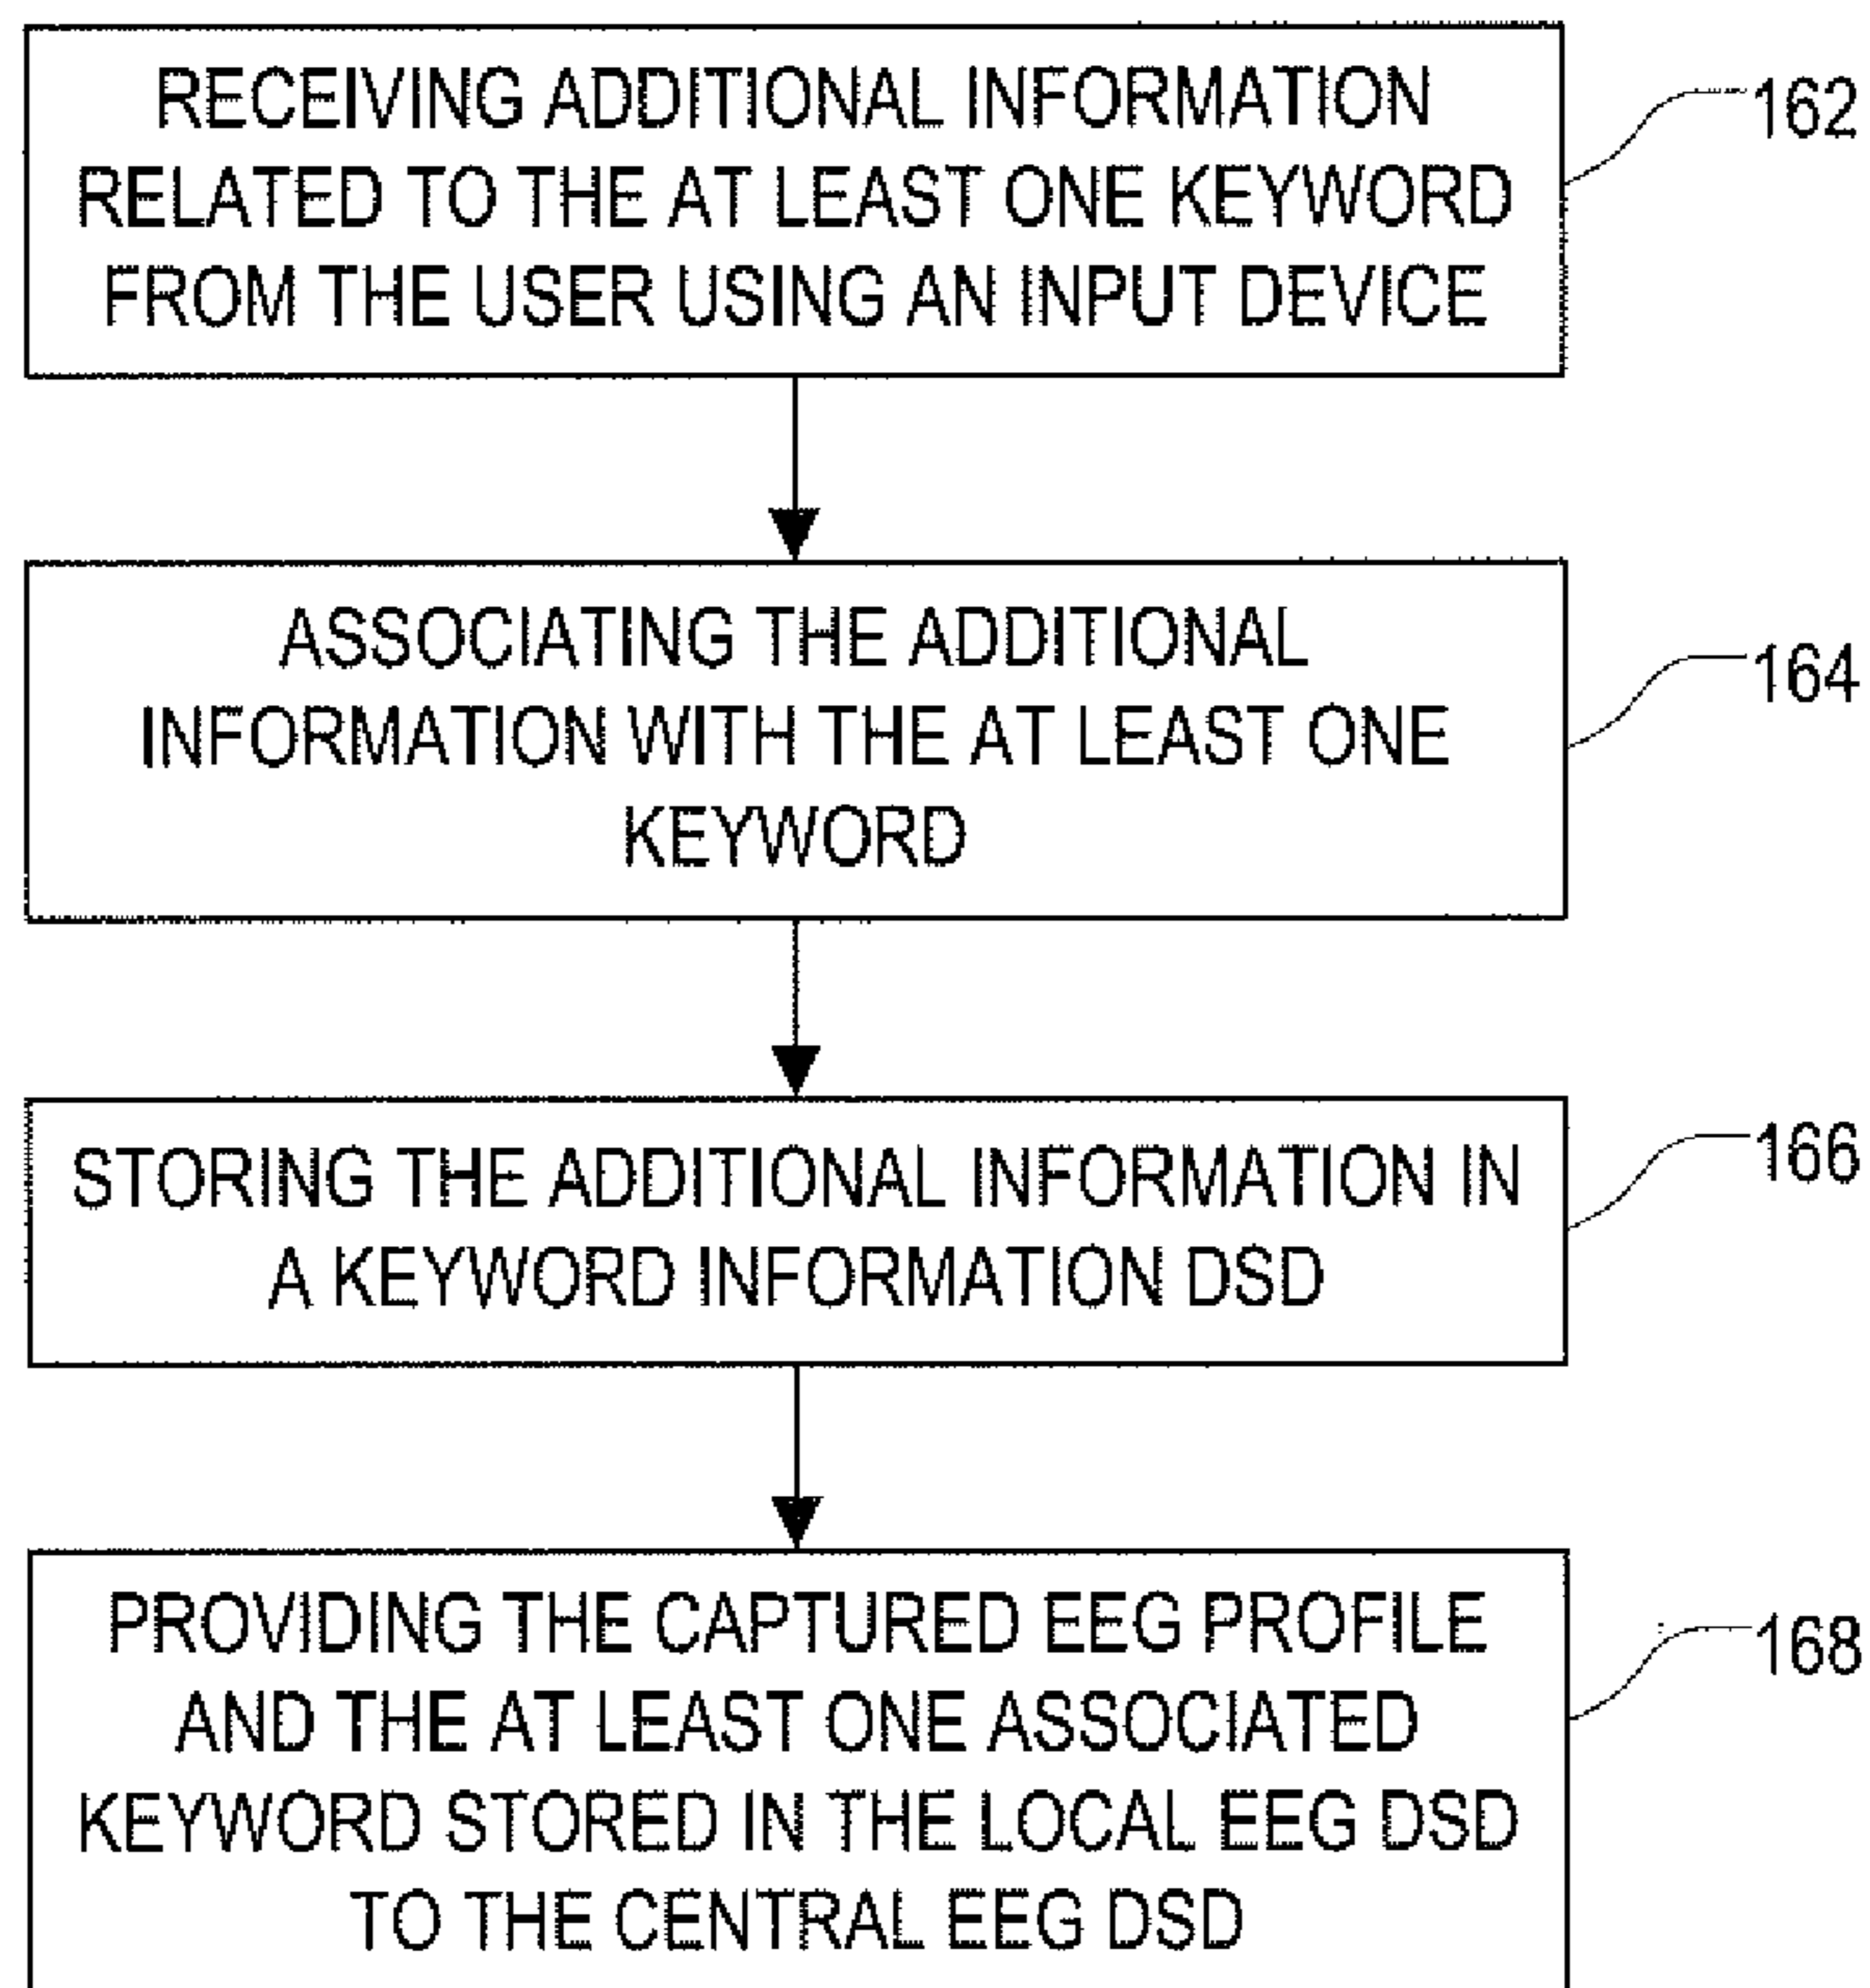 RECEIVING ADDITIONAL INFORMATION
RELATED TO THE AT LEAST ONE KEYWORD
FROM THE USER USING AN INPUT DEVICE
162
ASSOCIATING THE ADDITIONAL
INFORMATION WITH THE AT LEAST ONE
KEYWORD
164
STORING THE ADDITIONAL INFORMATION IN
A KEYWORD INFORMATION DSD
166
PROVIDING THE CAPTURED EEG PROFILE
AND THE AT LEAST ONE ASSOCIATED
KEYWORD STORED IN THE LOCAL EEG DSD
TO THE CENTRAL EEG DSD
168